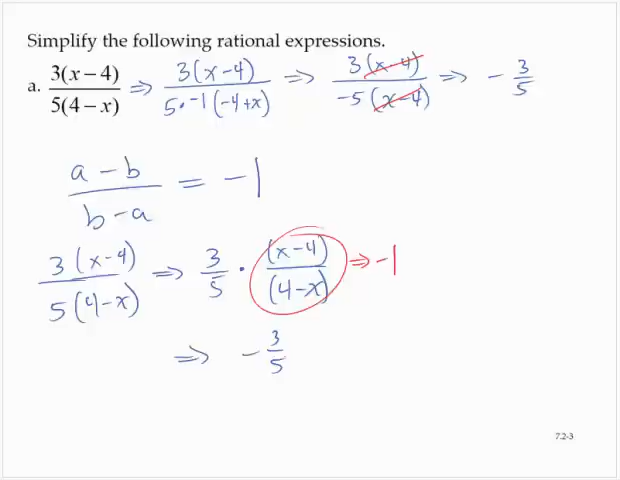 Simplify the following rational expressions.
a. 3(x − 4) / 5(4 − x) ⇒ 3(x−4) / 5•−1(−4+x) ⇒ 3(x−4) / −5(x−4) ⇒ − 3/5
a − b / b − a = −1
3(x−4) / 5(4−x) ⇒ 3/5 • (x−4) / (4−x) ⇒ −1
⇒ − 3/5
7.2-3